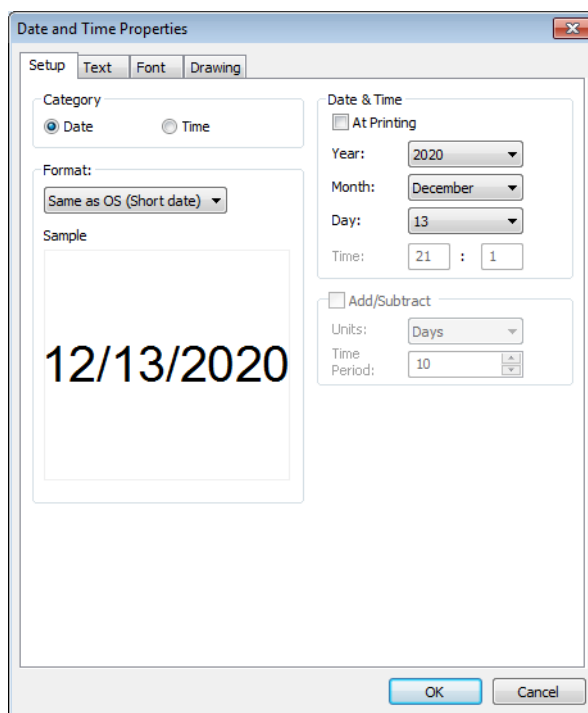 Date and Time Properties
Setup
Text
Font
Drawing
Category
Date
Time
Format:
Same as OS (Short date)
Sample
12/13/2020
Date & Time
At Printing
Year:
2020
Month:
December
Day:
13
Time:
21 : 1
Add/Subtract
Units:
Days
Time
Period:
10
OK
Cancel